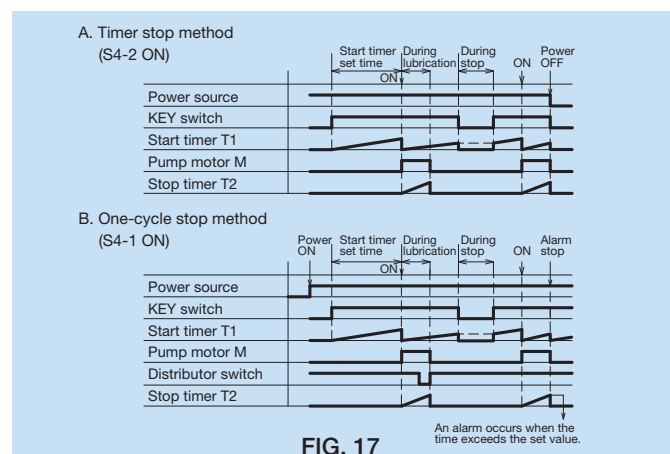 A. Timer stop method
(S4-2 ON)
Start timer set time
During lubrication
During stop
Power OFF
ON
ON
Power source
KEY switch
Start timer T1
Pump motor M
Stop timer T2
B. One-cycle stop method
(S4-1 ON)
Power ON
Start timer set time
During lubrication
During stop
Alarm stop
ON
ON
Power source
KEY switch
Start timer T1
Pump motor M
Distributor switch
Stop timer T2
An alarm occurs when the
time exceeds the set value.
FIG. 17